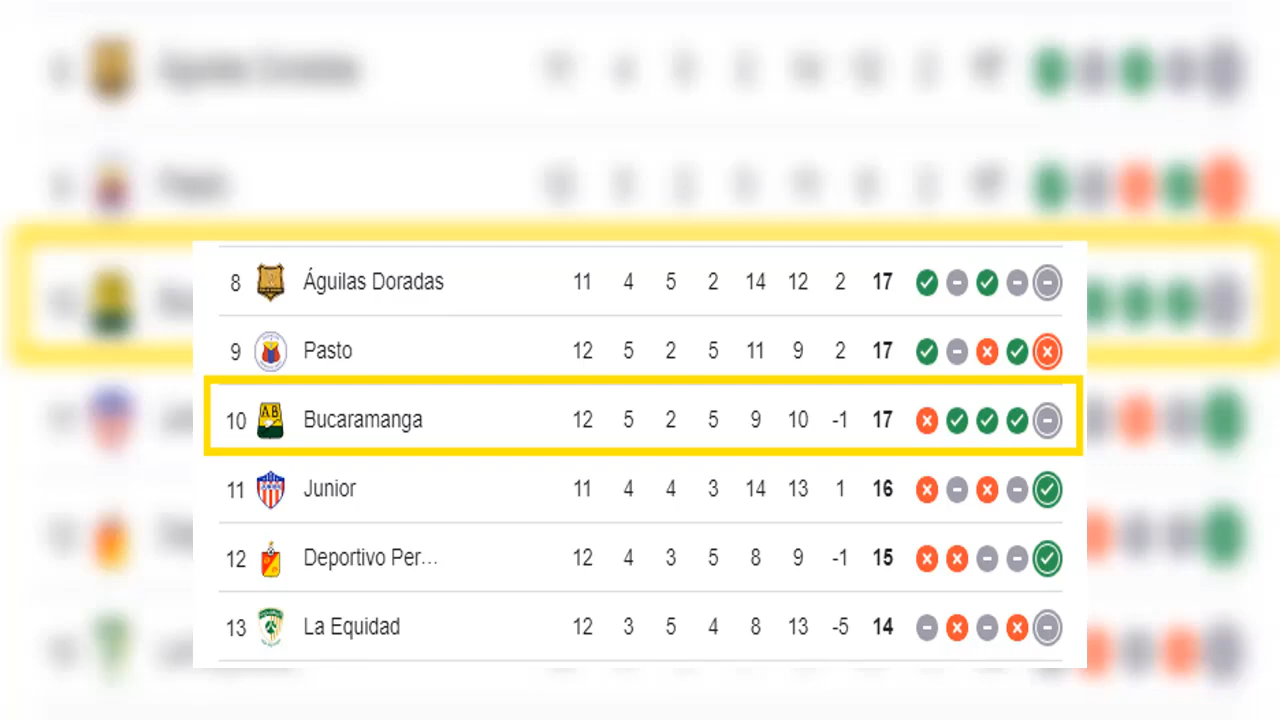 8 Águilas Doradas 11 4 5 2 14 12 2 17
9 Pasto 12 5 2 5 11 9 2 17
10 AB Bucaramanga 12 5 2 5 9 10 -1 17
11 JUNIOR Junior 11 4 4 3 14 13 1 16
12 Deportivo Per... 12 4 3 5 8 9 -1 15
13 La Equidad 12 3 5 4 8 13 -5 14